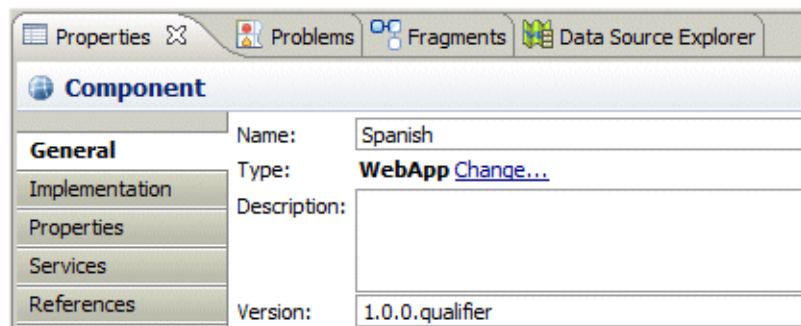 Properties Problems Fragments Data Source Explorer
Component
General
Implementation
Properties
Services
References
Name: Spanish
Type: WebApp Change...
Description:
Version: 1.0.0.qualifier